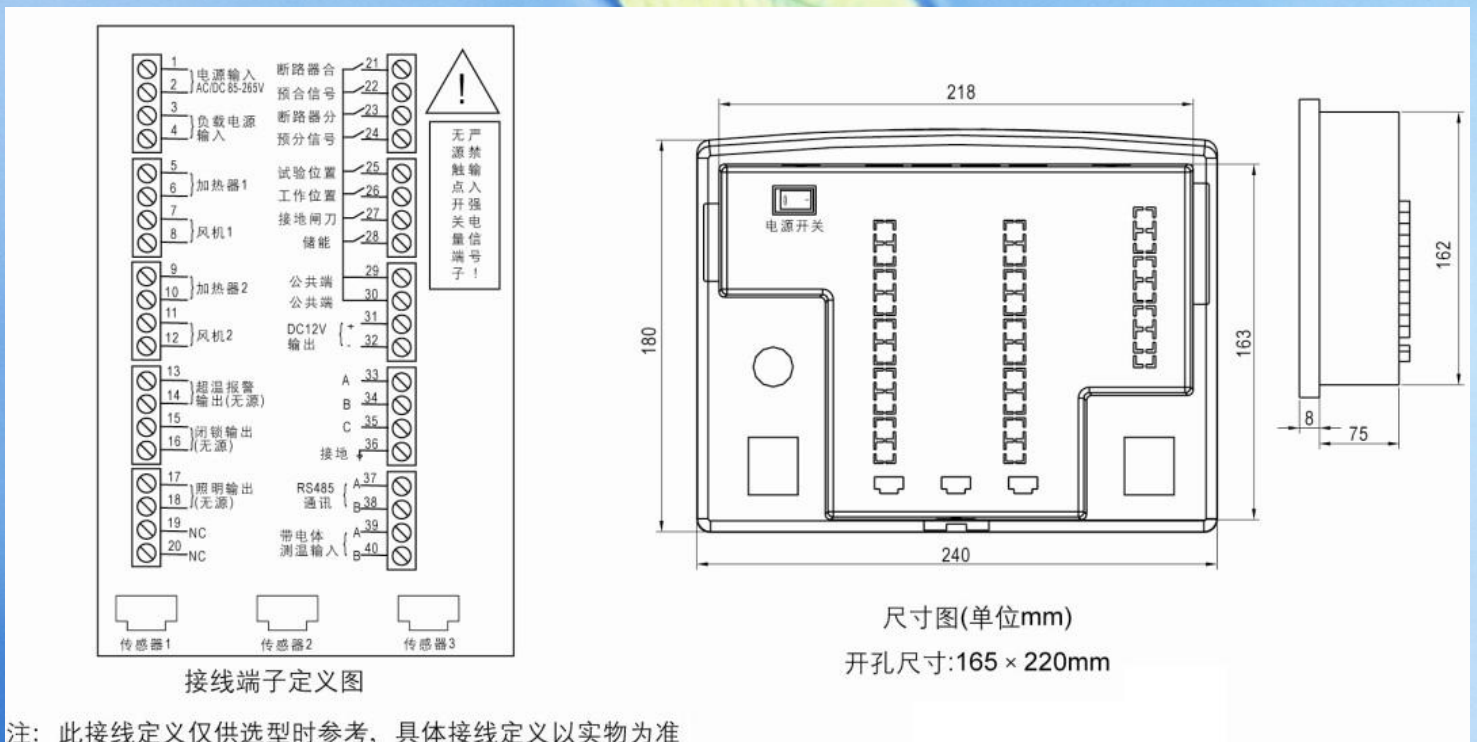 1
2
电源输入
AC/DC 85-265V
3
4
负载电源
输入
5
6
加热器1
7
8
风机1
9
10
加热器2
11
12
风机2
13
14
超温报警
输出(无源)
15
16
闭锁输出
(无源)
17
18
照明输出
(无源)
19
NC
20
NC
断路器合
21
预合信号
22
断路器分
23
预分信号
24
试验位置
25
工作位置
26
接地闸刀
27
储能
28
公共端
29
公共端
30
DC12V
输出
+
31
-
32
A
33
B
34
C
35
接地
36
RS485
通讯
A
37
B
38
带电体
测温输入
A
39
B
40
!
严禁输入强电信号!
无源触点开关量端子
传感器1
传感器2
传感器3
接线端子定义图
注: 此接线定义仅供选型时参考, 具体接线定义以实物为准
218
电源开关
180
163
240
162
8
75
尺寸图(单位mm)
开孔尺寸:165 × 220mm